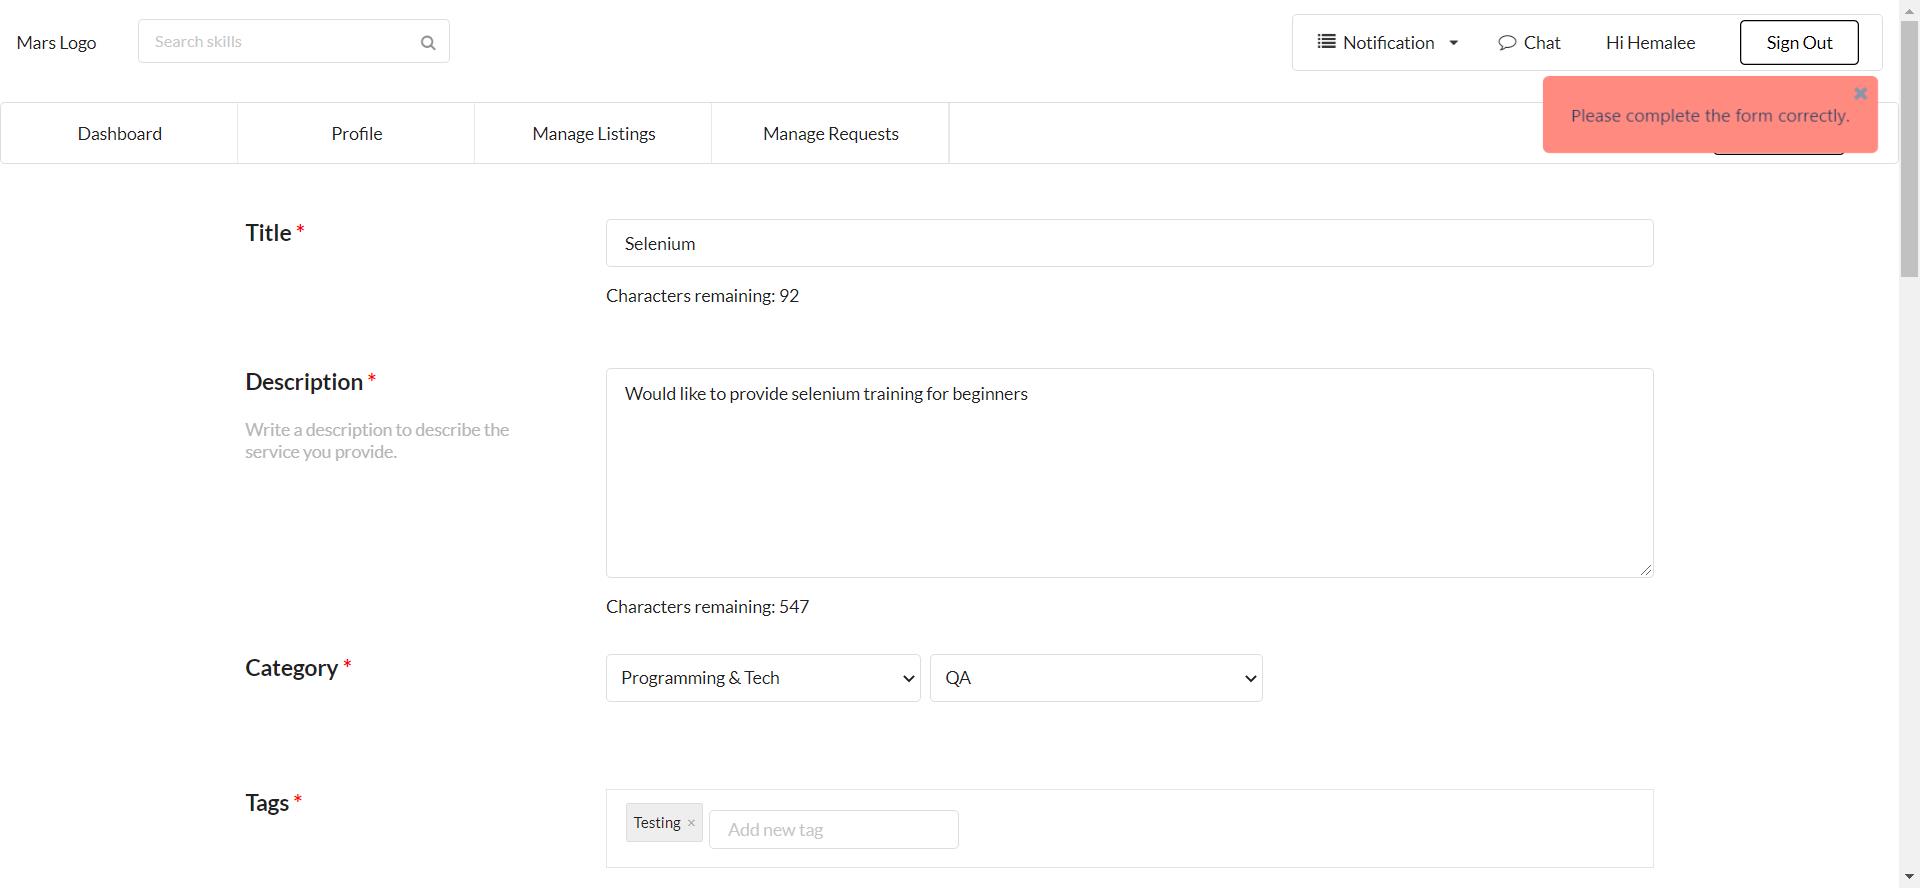 Mars Logo
Search skills
Notification
Chat
Hi Hemalee
Sign Out
Please complete the form correctly.
Dashboard
Profile
Manage Listings
Manage Requests
Title *
Selenium
Characters remaining: 92
Description *
Write a description to describe the
service you provide.
Would like to provide selenium training for beginners
Characters remaining: 547
Category *
Programming & Tech
QA
Tags *
Testing ×
Add new tag